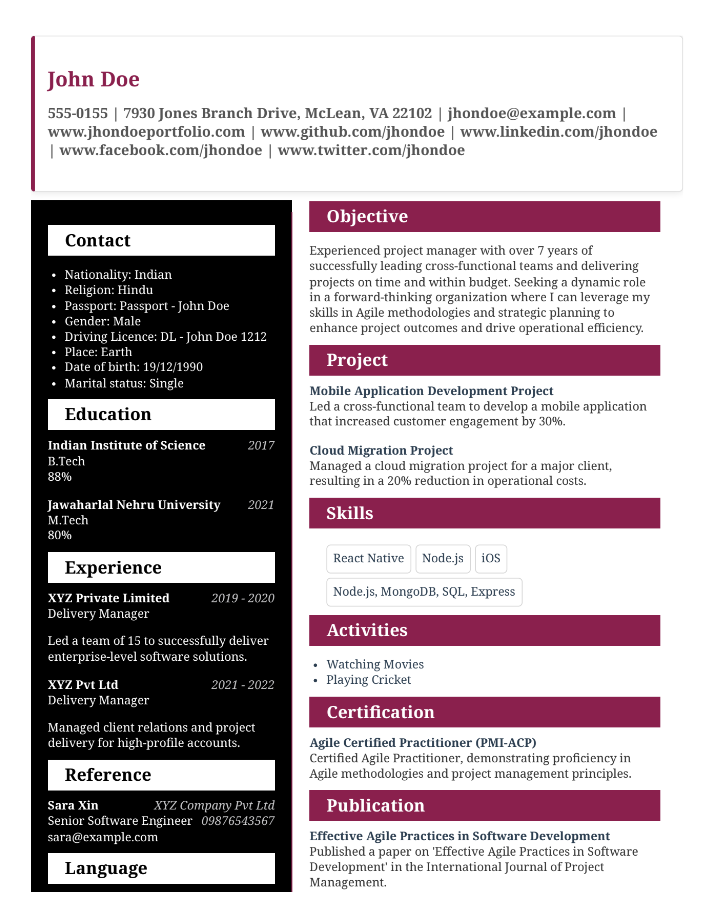 John Doe
555-0155 | 7930 Jones Branch Drive, McLean, VA 22102 | jhondoe@example.com |
www.jhondoeportfolio.com | www.github.com/jhondoe | www.linkedin.com/jhondoe
| www.facebook.com/jhondoe | www.twitter.com/jhondoe
Contact
• Nationality: Indian
• Religion: Hindu
• Passport: Passport - John Doe
• Gender: Male
• Driving Licence: DL - John Doe 1212
• Place: Earth
• Date of birth: 19/12/1990
• Marital status: Single
Education
Indian Institute of Science 2017
B.Tech
88%
Jawaharlal Nehru University 2021
M.Tech
80%
Experience
XYZ Private Limited 2019 - 2020
Delivery Manager
Led a team of 15 to successfully deliver
enterprise-level software solutions.
XYZ Pvt Ltd 2021 - 2022
Delivery Manager
Managed client relations and project
delivery for high-profile accounts.
Reference
Sara Xin XYZ Company Pvt Ltd
Senior Software Engineer 09876543567
sara@example.com
Language
Objective
Experienced project manager with over 7 years of
successfully leading cross-functional teams and delivering
projects on time and within budget. Seeking a dynamic role
in a forward-thinking organization where I can leverage my
skills in Agile methodologies and strategic planning to
enhance project outcomes and drive operational efficiency.
Project
Mobile Application Development Project
Led a cross-functional team to develop a mobile application
that increased customer engagement by 30%.
Cloud Migration Project
Managed a cloud migration project for a major client,
resulting in a 20% reduction in operational costs.
Skills
React Native Node.js iOS
Node.js, MongoDB, SQL, Express
Activities
• Watching Movies
• Playing Cricket
Certification
Agile Certified Practitioner (PMI-ACP)
Certified Agile Practitioner, demonstrating proficiency in
Agile methodologies and project management principles.
Publication
Effective Agile Practices in Software Development
Published a paper on 'Effective Agile Practices in Software
Development' in the International Journal of Project
Management.